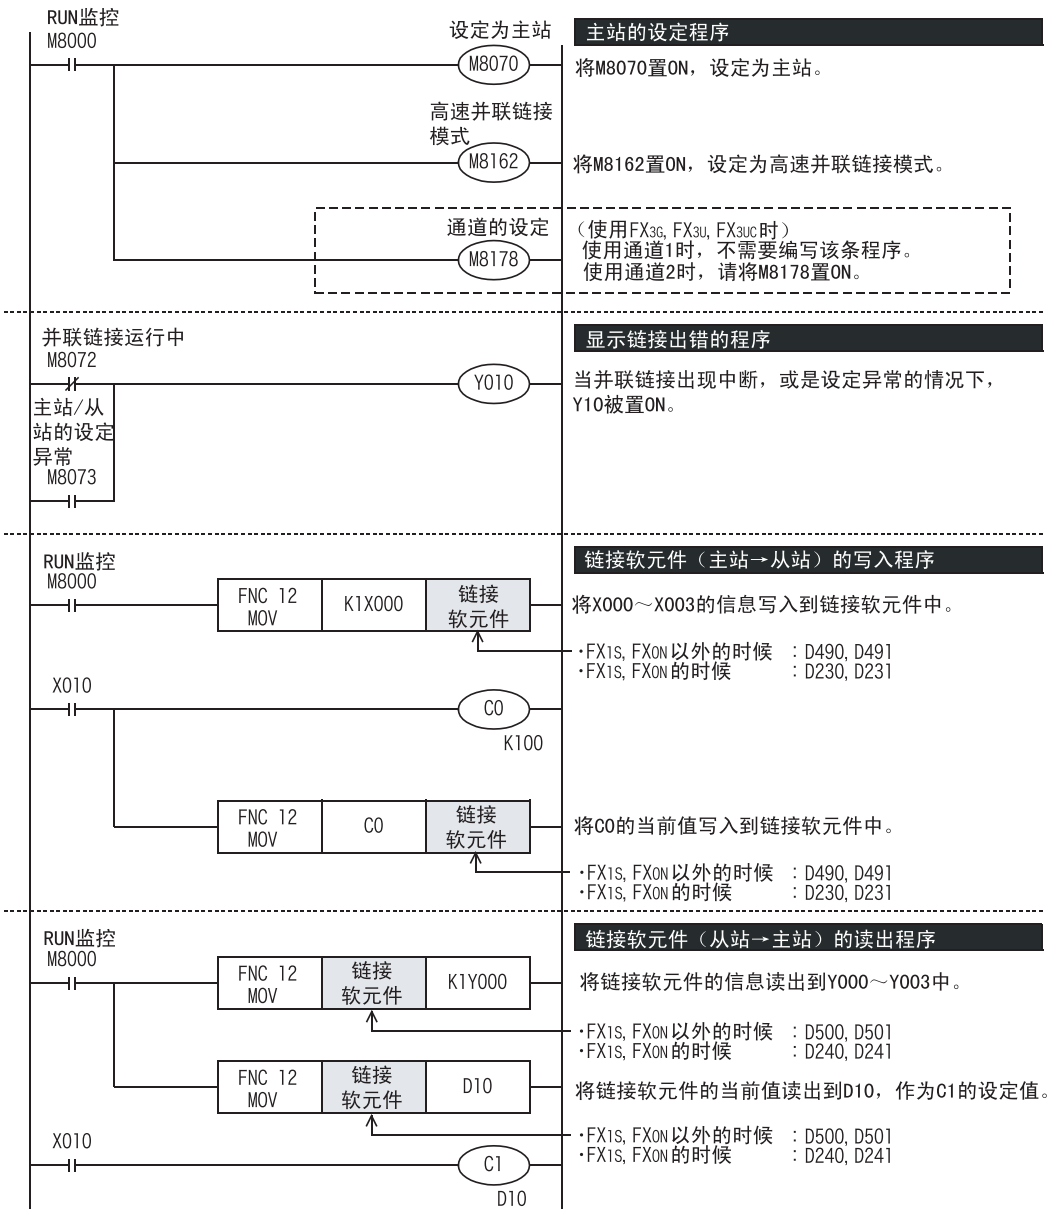 RUN监控
M8000
设定为主站
M8070
主站的设定程序
将M8070置ON，设定为主站。
高速并联链接
模式
M8162
将M8162置ON，设定为高速并联链接模式。
通道的设定
M8178
（使用FX3G, FX3U, FX3UC时）
使用通道1时，不需要编写该条程序。
使用通道2时，请将M8178置ON。
并联链接运行中
M8072
Y010
主站/从
站的设定
异常
M8073
显示链接出错的程序
当并联链接出现中断，或是设定异常的情况下，
Y10被置ON。
RUN监控
M8000
FNC 12
MOV
K1X000
链接
软元件
链接软元件（主站→从站）的写入程序
将X000～X003的信息写入到链接软元件中。
·FX1S, FX0N以外的时候 : D490, D491
·FX1S, FX0N的时候 : D230, D231
X010
C0
K100
FNC 12
MOV
C0
链接
软元件
将C0的当前值写入到链接软元件中。
·FX1S, FX0N以外的时候 : D490, D491
·FX1S, FX0N的时候 : D230, D231
RUN监控
M8000
FNC 12
MOV
链接
软元件
K1Y000
链接软元件（从站→主站）的读出程序
将链接软元件的信息读出到Y000～Y003中。
·FX1S, FX0N以外的时候 : D500, D501
·FX1S, FX0N的时候 : D240, D241
FNC 12
MOV
链接
软元件
D10
将链接软元件的当前值读出到D10，作为C1的设定值。
·FX1S, FX0N以外的时候 : D500, D501
·FX1S, FX0N的时候 : D240, D241
X010
C1
D10